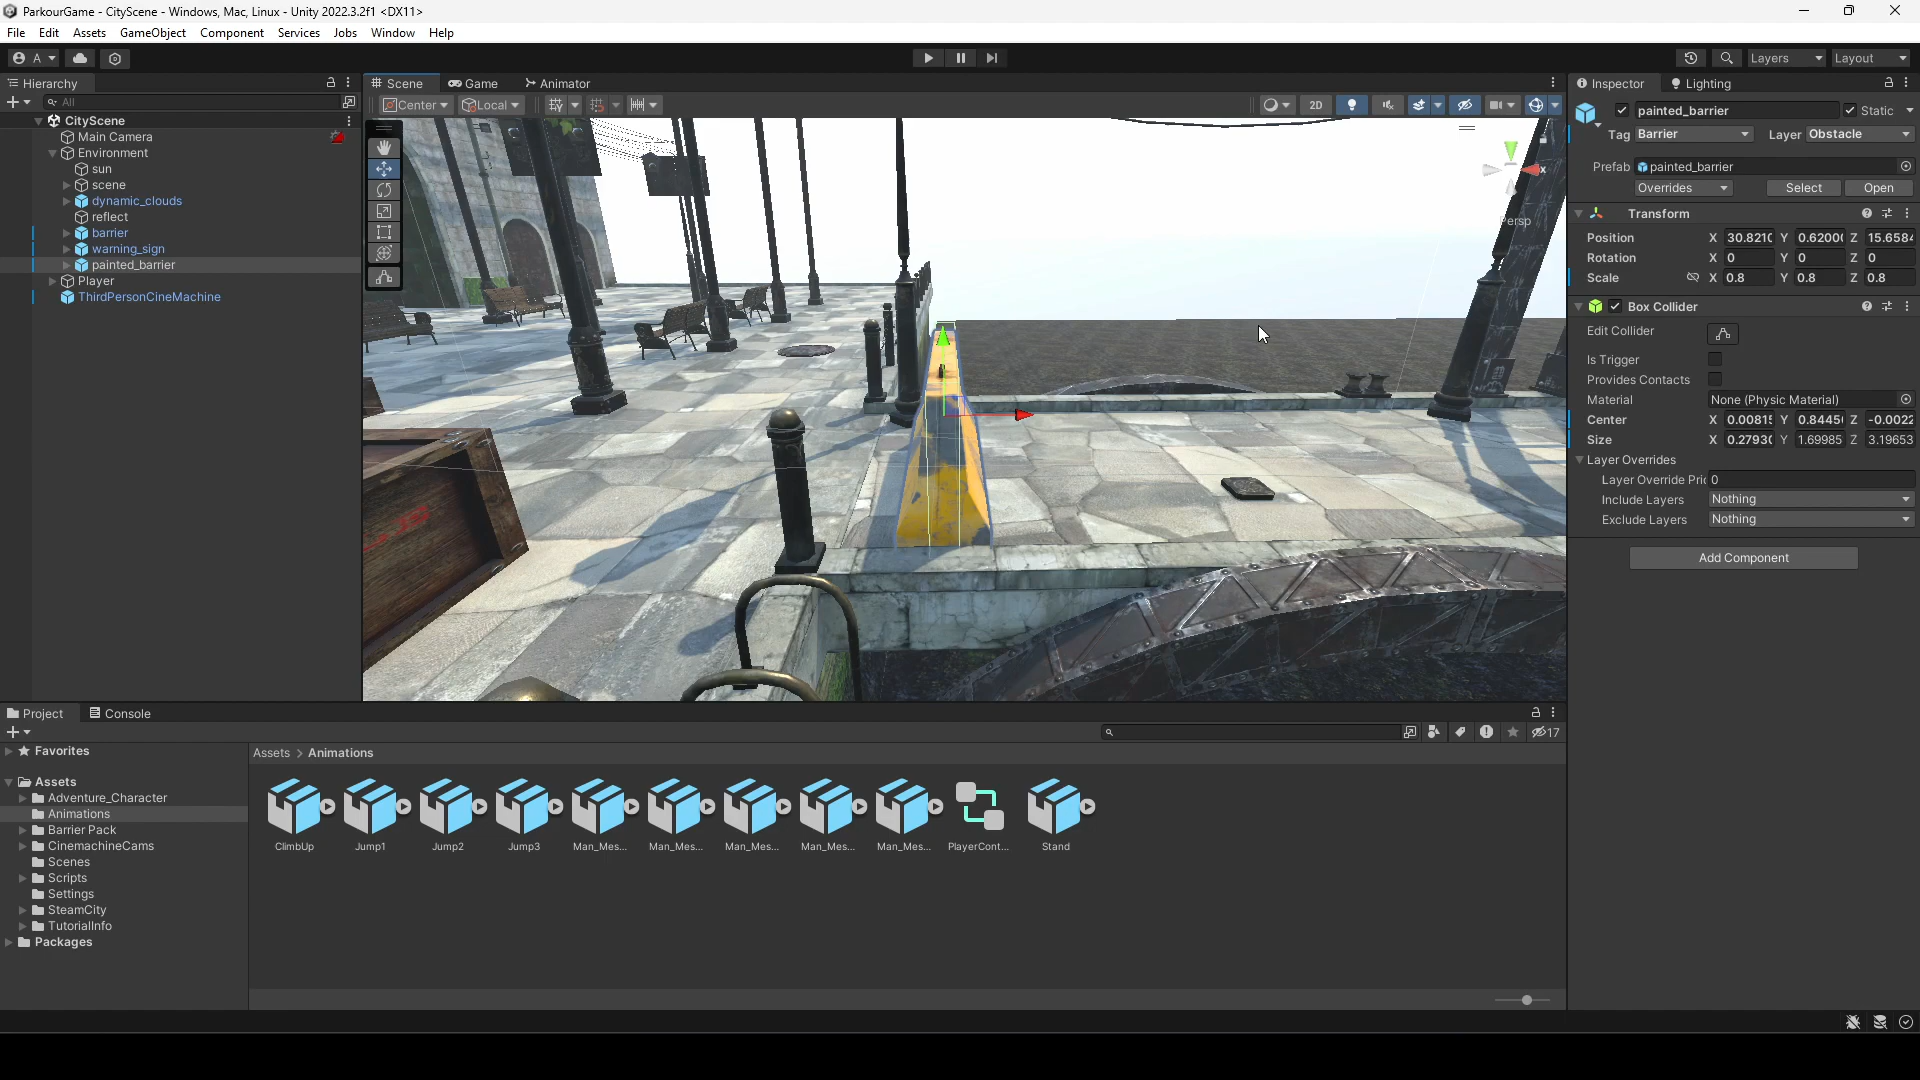 ParkourGame - CityScene - Windows, Mac, Linux - Unity 2022.3.2f1 <DX11>
File Edit Assets GameObject Component Services Jobs Window Help
A Layers Layout
Hierarchy Scene Game Animator Inspector Lighting
All Center Local 2D painted_barrier Static
CityScene
Main Camera Tag Barrier Layer Obstacle
Environment
sun Prefab painted_barrier
scene Overrides Select Open
dynamic_clouds
reflect Persp x Transform
barrier Position X 30.8210 Y 0.6200 Z 15.6584
warning_sign Rotation X 0 Y 0 Z 0
painted_barrier Scale X 0.8 Y 0.8 Z 0.8
Player
ThirdPersonCineMachine Box Collider
Edit Collider
Is Trigger
Provides Contacts
Material None (Physic Material)
Center X 0.00815 Y 0.8445 Z -0.0022
Size X 0.2793 Y 1.69985 Z 3.19653
Layer Overrides
Layer Override Pri 0
Include Layers Nothing
Exclude Layers Nothing
Add Component
Project Console
17
Favorites Assets > Animations
Assets
Adventure_Character
Animations
Barrier Pack
CinemachineCams ClimbUp Jump1 Jump2 Jump3 Man_Mes... Man_Mes... Man_Mes... Man_Mes... Man_Mes... PlayerCont... Stand
Scenes
Scripts
Settings
SteamCity
TutorialInfo
Packages